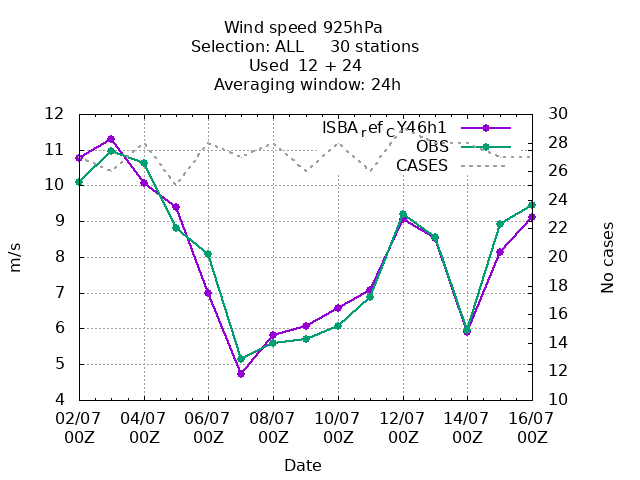 Wind speed 925hPa
Selection: ALL 30 stations
Used 12 + 24
Averaging window: 24h
12 30
11 28
10 26
9 24
8 22
7 20
6 18
5 16
4 14
12
10
ISBA_ref_CY46h1
OBS
CASES
m/s
No cases
02/07 04/07 06/07 08/07 10/07 12/07 14/07 16/07
00Z 00Z 00Z 00Z 00Z 00Z 00Z 00Z
Date